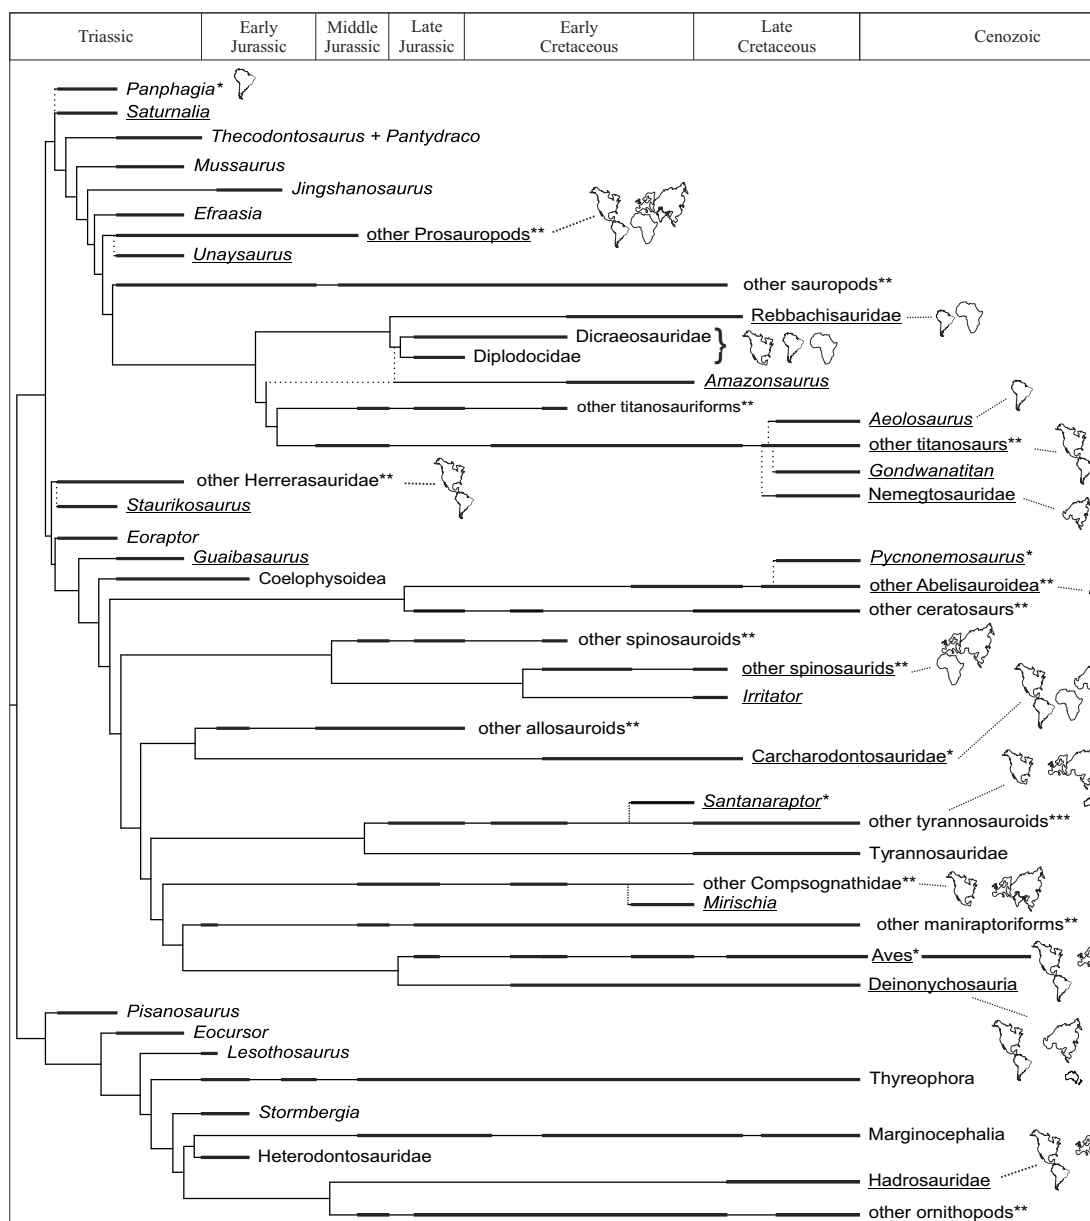 Triassic
Early
Jurassic
Middle
Jurassic
Late
Jurassic
Early
Cretaceous
Late
Cretaceous
Cenozoic
Panphagia*
Saturnalia
Thecodontosaurus + Pantydraco
Mussaurus
Jingshanosaurus
Efraasia
other Prosauropods**
Unaysaurus
other sauropods**
Rebbachisauridae
Dicraeosauridae
}
Diplodocidae
Amazonsaurus
other titanosauriforms**
Aeolosaurus
other titanosaurs**
Gondwanatitan
other Herrerasauridae**
Nemegtosauridae
Staurikosaurus
Eoraptor
Guaibasaurus
Pycnonemosaurus*
Coelophysoidea
other Abelisauroidea**
other ceratosaurs**
other spinosauroids**
other spinosaurids**
Irritator
other allosauroids**
Carcharodontosauridae*
Santanaraptor*
other tyrannosauroids***
Tyrannosauridae
other Compsognathidae**
Mirischia
other maniraptoriforms**
Aves*
Deinonychosauria
Pisanosaurus
Eocursor
Lesothosaurus
Thyreophora
Stormbergia
Marginocephalia
Heterodontosauridae
Hadrosauridae
other ornithopods**